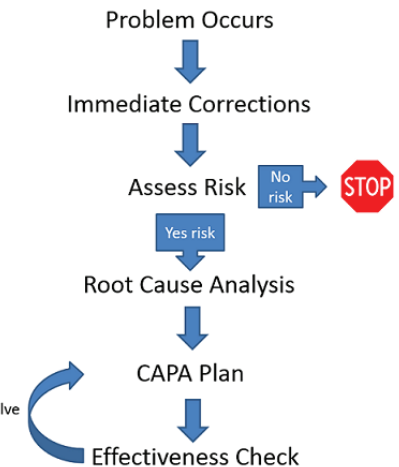 Problem Occurs
Immediate Corrections
Assess Risk
No
risk
STOP
Yes risk
Root Cause Analysis
CAPA Plan
lve
Effectiveness Check